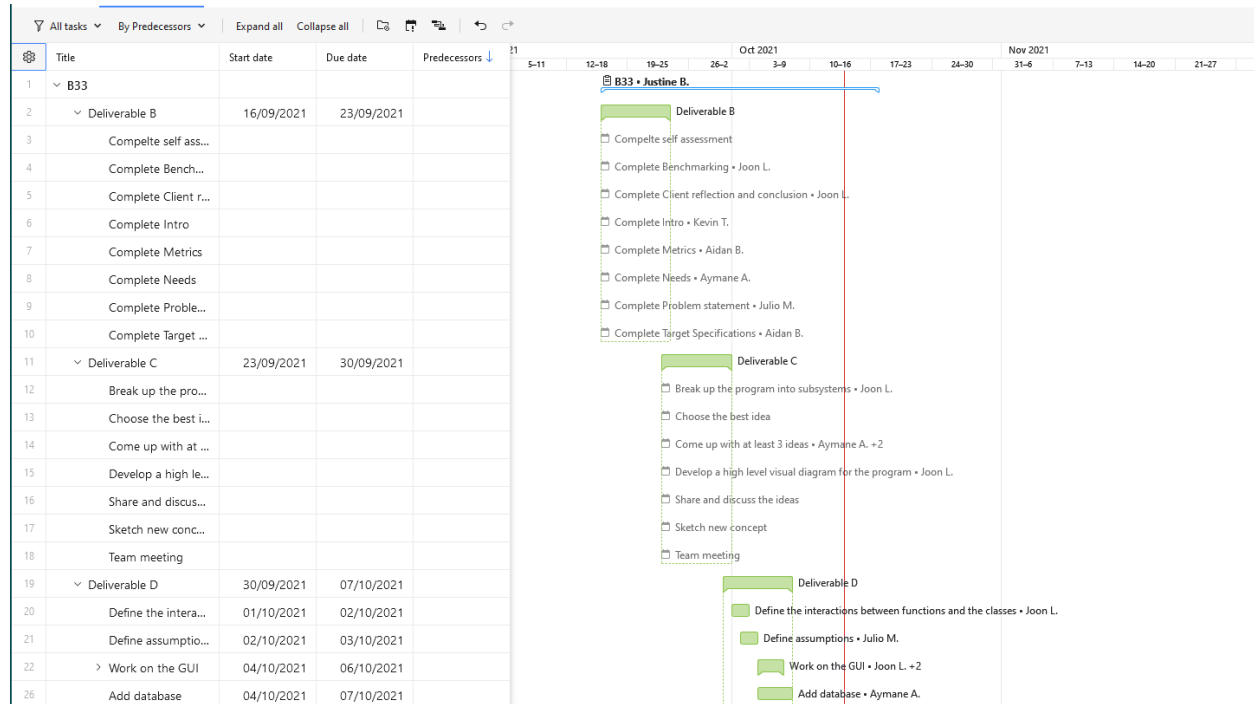 All tasks By Predecessors Expand all Collapse all
Title Start date Due date Predecessors
21 Oct 2021 Nov 2021
5–11 12–18 19–25 26–2 3–9 10–16 17–23 24–30 31–6 7–13 14–20 21–27
1 B33 B33 • Justine B.
2 Deliverable B 16/09/2021 23/09/2021 Deliverable B
3 Compelte self ass... Compelte self assessment
4 Complete Bench... Complete Benchmarking • Joon L.
5 Complete Client r... Complete Client reflection and conclusion • Joon L.
6 Complete Intro Complete Intro • Kevin T.
7 Complete Metrics Complete Metrics • Aidan B.
8 Complete Needs Complete Needs • Aymane A.
9 Complete Proble... Complete Problem statement • Julio M.
10 Complete Target ... Complete Target Specifications • Aidan B.
11 Deliverable C 23/09/2021 30/09/2021 Deliverable C
12 Break up the pro... Break up the program into subsystems • Joon L.
13 Choose the best i... Choose the best idea
14 Come up with at ... Come up with at least 3 ideas • Aymane A. +2
15 Develop a high le... Develop a high level visual diagram for the program • Joon L.
16 Share and discus... Share and discuss the ideas
17 Sketch new conc... Sketch new concept
18 Team meeting Team meeting
19 Deliverable D 30/09/2021 07/10/2021 Deliverable D
20 Define the intera... 01/10/2021 02/10/2021 Define the interactions between functions and the classes • Joon L.
21 Define assumptio... 02/10/2021 03/10/2021 Define assumptions • Julio M.
22 Work on the GUI 04/10/2021 06/10/2021 Work on the GUI • Joon L. +2
26 Add database 04/10/2021 07/10/2021 Add database • Aymane A.